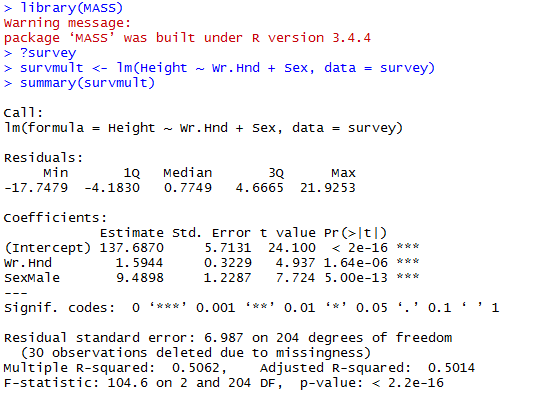 > library(MASS)
Warning message:
package ‘MASS’ was built under R version 3.4.4
> ?survey
> survmult <- lm(Height ~ Wr.Hnd + Sex, data = survey)
> summary(survmult)
Call:
lm(formula = Height ~ Wr.Hnd + Sex, data = survey)
Residuals:
Min 1Q Median 3Q Max
-17.7479 -4.1830 0.7749 4.6665 21.9253
Coefficients:
Estimate Std. Error t value Pr(>|t|)
(Intercept) 137.6870 5.7131 24.100 < 2e-16 ***
Wr.Hnd 1.5944 0.3229 4.937 1.64e-06 ***
SexMale 9.4898 1.2287 7.724 5.00e-13 ***
---
Signif. codes: 0 ‘***’ 0.001 ‘**’ 0.01 ‘*’ 0.05 ‘.’ 0.1 ‘ ’ 1
Residual standard error: 6.987 on 204 degrees of freedom
(30 observations deleted due to missingness)
Multiple R-squared: 0.5062, Adjusted R-squared: 0.5014
F-statistic: 104.6 on 2 and 204 DF, p-value: < 2.2e-16